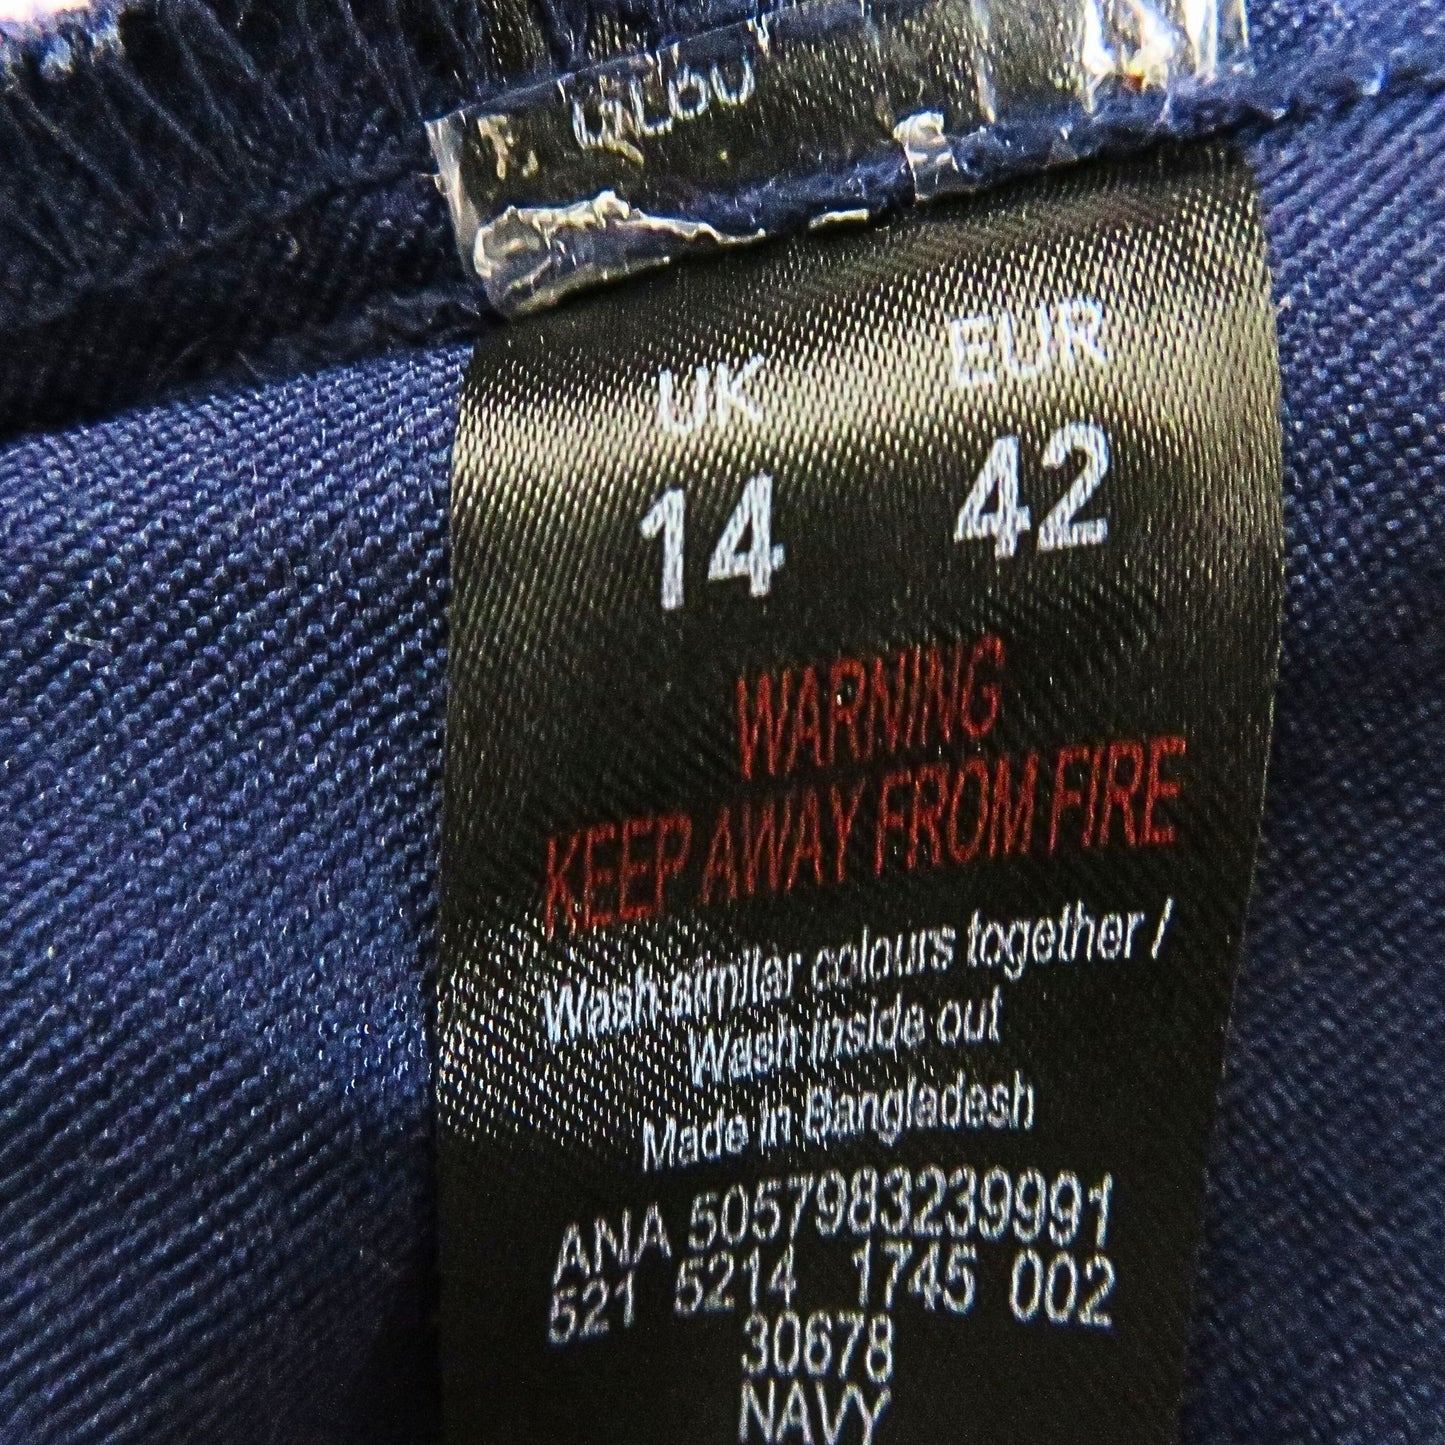 UK EUR
14 42
WARNING
KEEP AWAY FROM FIRE
Wash similar colours together /
Wash inside out
Made in Bangladesh
ANA 5057983239991
521 5214 1745 002
30678
NAVY